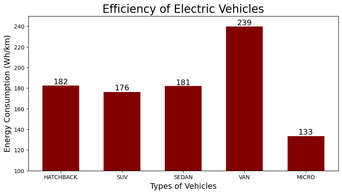 Efficiency of Electric Vehicles
Energy Consumption (Wh/km)
240
220
200
180
160
140
120
100
182
176
181
239
133
HATCHBACK
SUV
SEDAN
VAN
MICRO
Types of Vehicles